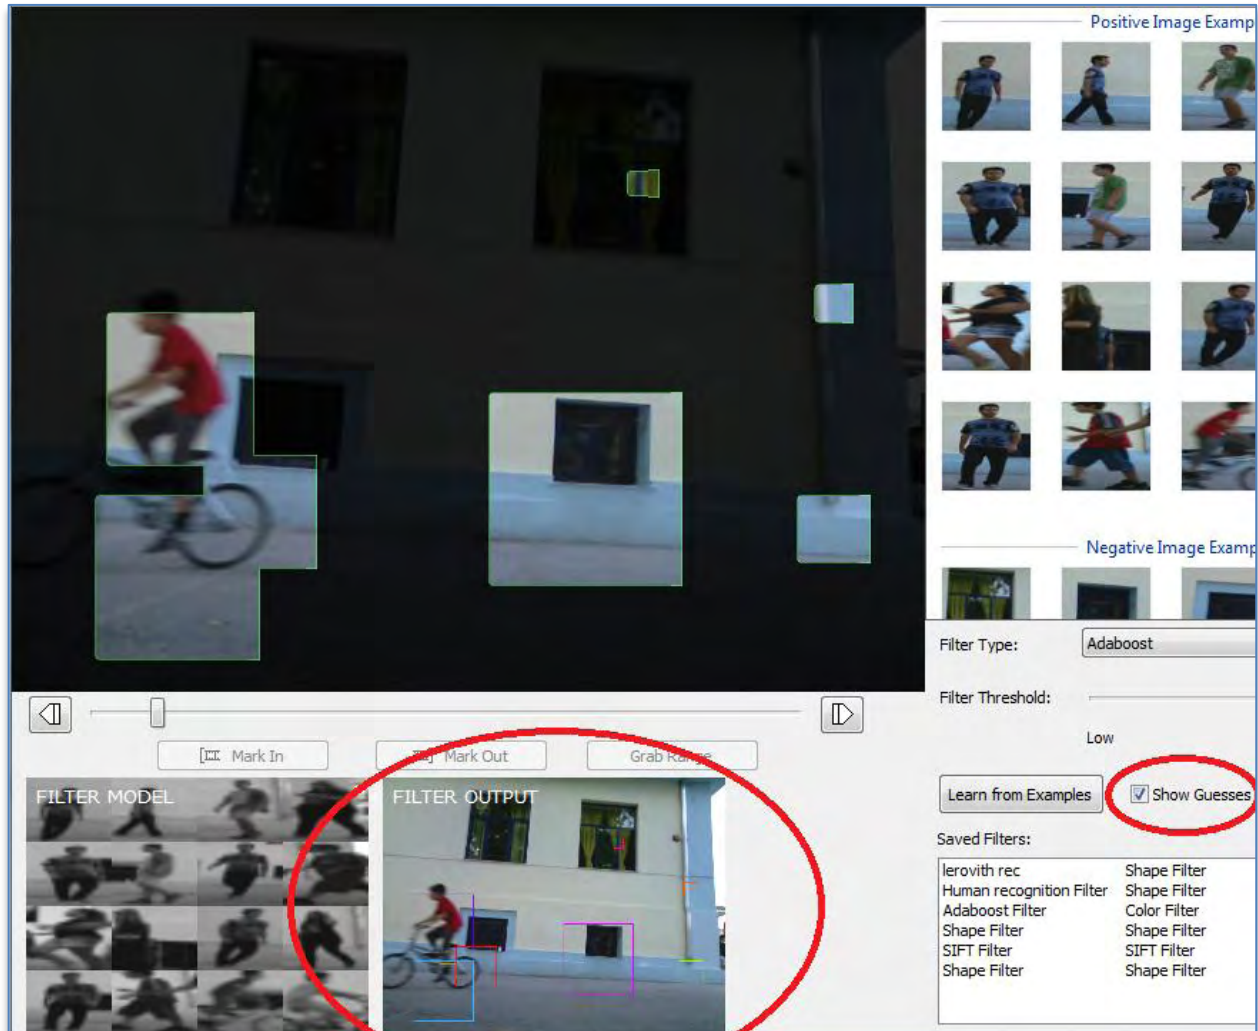 Positive Image Examp
Negative Image Examp
Filter Type:
Adaboost
Filter Threshold:
Low
Mark In
Mark Out
Grab Range
FILTER MODEL
FILTER OUTPUT
Learn from Examples
Show Guesses
Saved Filters:
lerovith rec Shape Filter
Human recognition Filter Shape Filter
Adaboost Filter Color Filter
Shape Filter Shape Filter
SIFT Filter SIFT Filter
Shape Filter Shape Filter